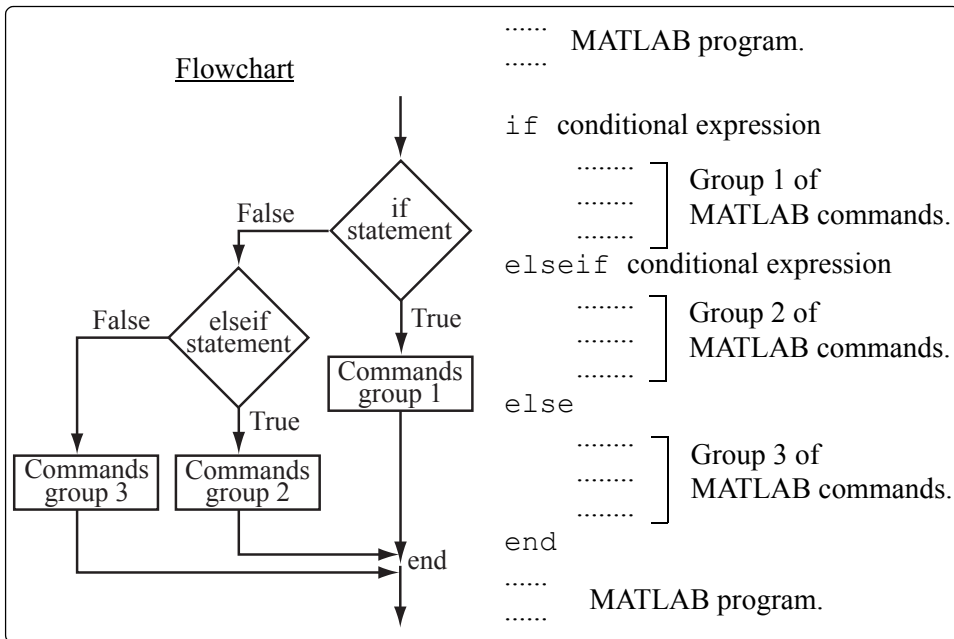 Flowchart
if
statement
False
True
elseif
statement
False
True
Commands
group 1
Commands
group 3
Commands
group 2
end
...... MATLAB program.
......
if conditional expression
........
........ Group 1 of
........ MATLAB commands.
elseif conditional expression
........
........ Group 2 of
........ MATLAB commands.
else
........
........ Group 3 of
........ MATLAB commands.
end
......
...... MATLAB program.